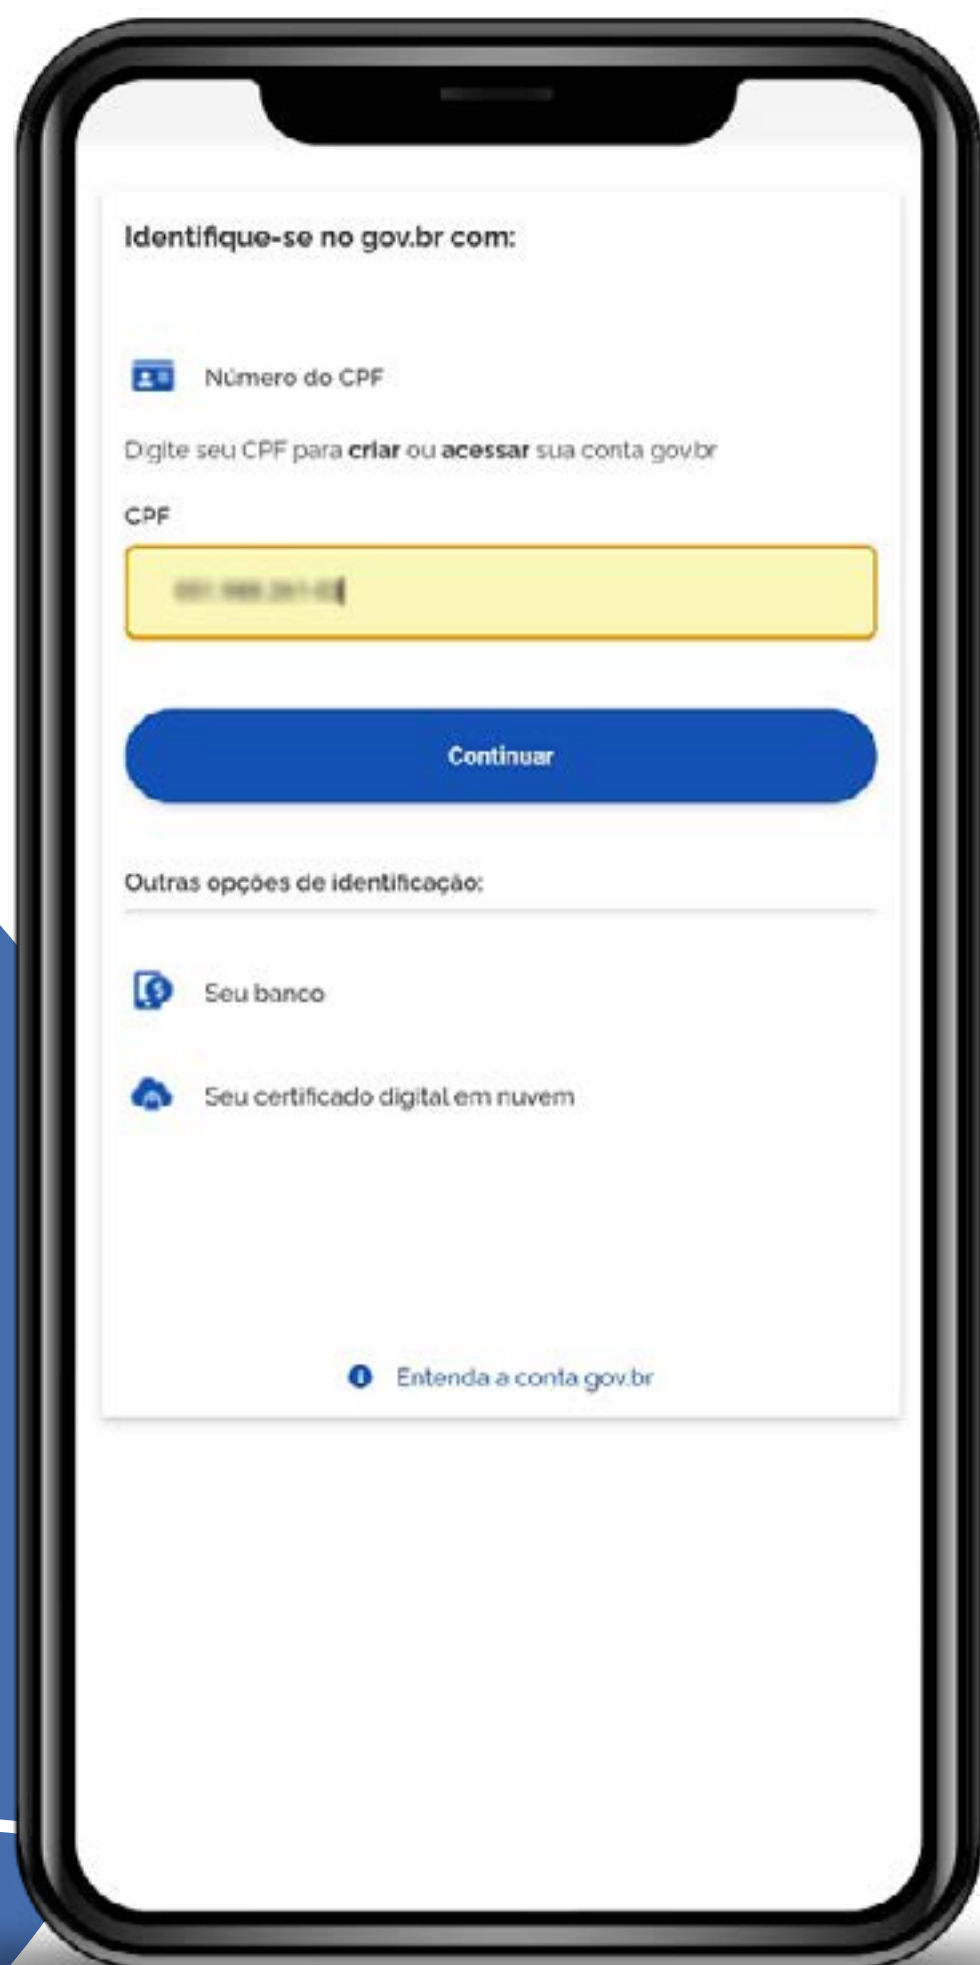 Identifique-se no gov.br com:
Número do CPF
Digite seu CPF para criar ou acessar sua conta gov.br
CPF
Continuar
Outras opções de identificação:
Seu banco
Seu certificado digital em nuvem
Entenda a conta gov.br